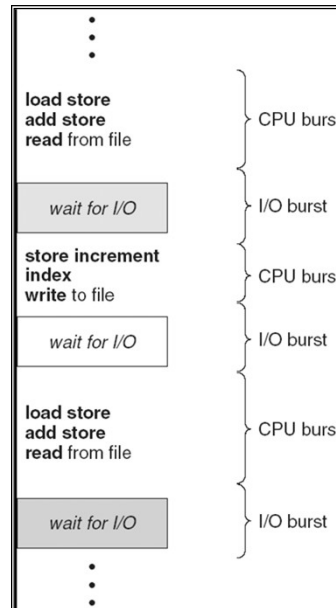 load store
add store
read from file
CPU burs
wait for I/O
I/O burst
store increment
index
write to file
CPU burs
wait for I/O
I/O burst
load store
add store
read from file
CPU burs
wait for I/O
I/O burst